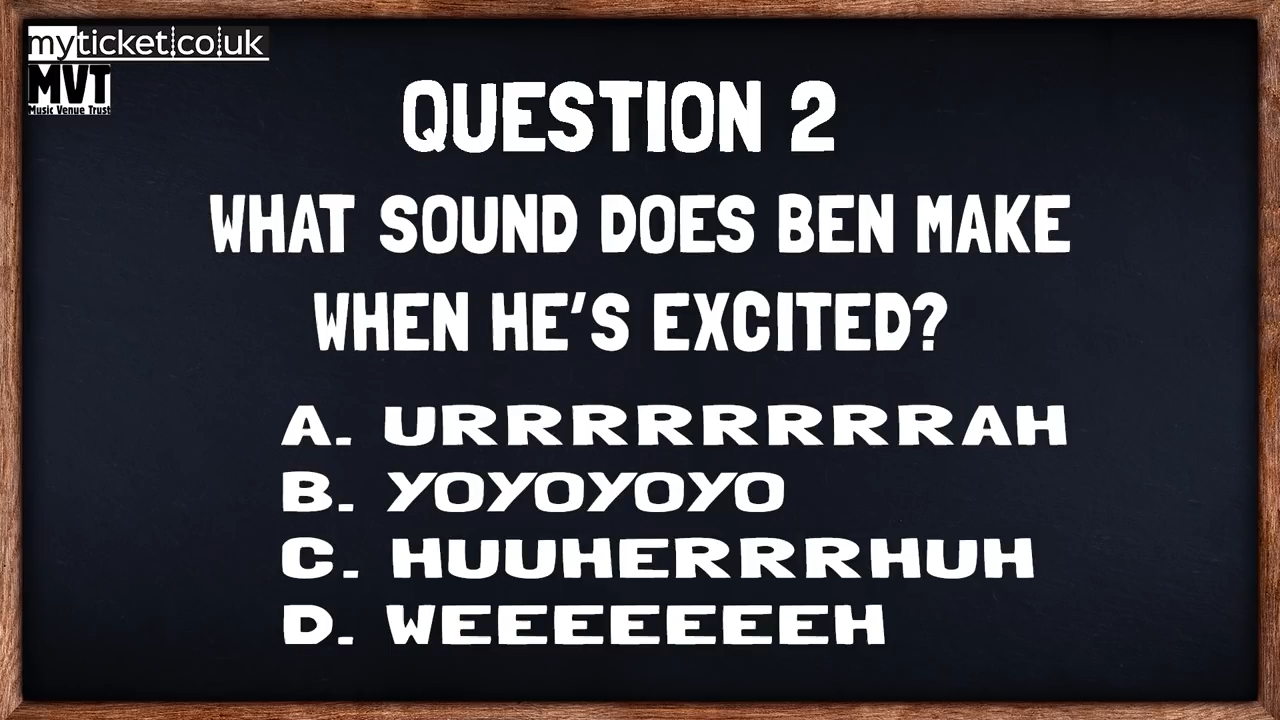 myticket.co.uk
MVT
Music Venue Trust
QUESTION 2
WHAT SOUND DOES BEN MAKE
WHEN HE'S EXCITED?
A. URRRRRRRRRAH
B. YOYOYOYO
C. HUUHERRRHUH
D. WEEEEEEEH